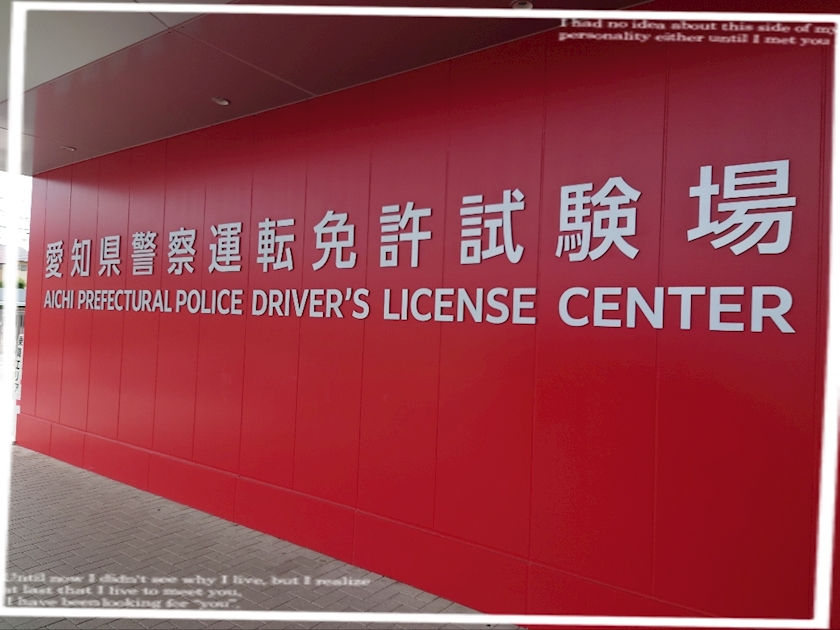 I had no idea about this side of my
personality either until I met you
愛知県警察運転免許試験場
AICHI PREFECTURAL POLICE DRIVER'S LICENSE CENTER
Until now I didn't see why I live, but I realize
at last that I live to meet you.
I have been looking for "you".